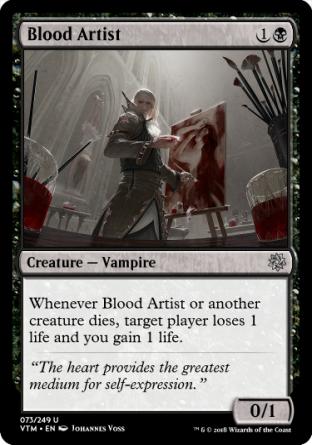 Blood Artist 1
Creature — Vampire
Whenever Blood Artist or another
creature dies, target player loses 1
life and you gain 1 life.
“The heart provides the greatest
medium for self-expression.”
0/1
073/249 U
VTM • EN Johannes Voss
™ & © 2018 Wizards of the Coast